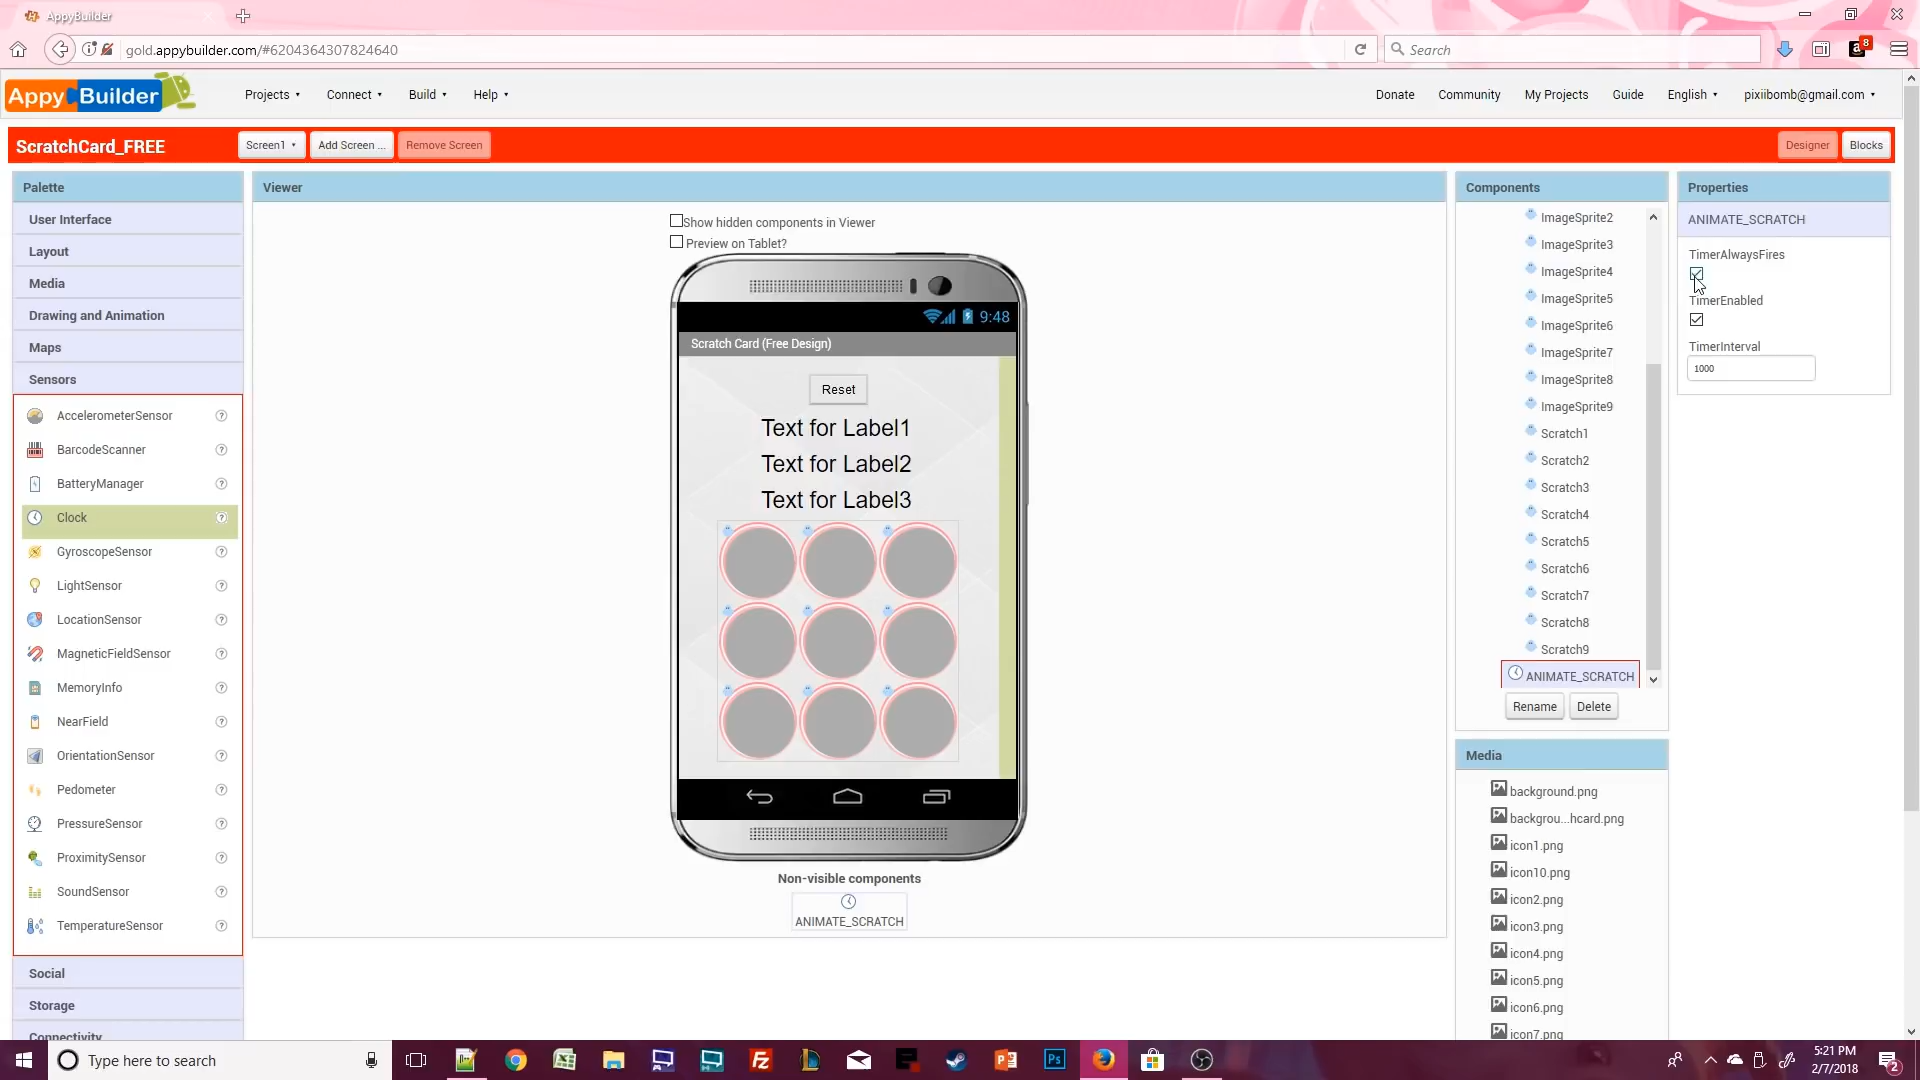 AppyBuilder
gold.appybuilder.com/#6204364307824640
Search
8
Appy Builder
Projects
Connect
Build
Help
Donate
Community
My Projects
Guide
English
pixiibomb@gmail.com
ScratchCard_FREE
Screen1
Add Screen ...
Remove Screen
Designer
Blocks
Palette
User Interface
Layout
Media
Drawing and Animation
Maps
Sensors
AccelerometerSensor
BarcodeScanner
BatteryManager
Clock
GyroscopeSensor
LightSensor
LocationSensor
MagneticFieldSensor
MemoryInfo
NearField
OrientationSensor
Pedometer
PressureSensor
ProximitySensor
SoundSensor
TemperatureSensor
Social
Storage
Connectivity
Viewer
Show hidden components in Viewer
Preview on Tablet?
9:48
Scratch Card (Free Design)
Reset
Text for Label1
Text for Label2
Text for Label3
Non-visible components
ANIMATE_SCRATCH
Components
ImageSprite2
ImageSprite3
ImageSprite4
ImageSprite5
ImageSprite6
ImageSprite7
ImageSprite8
ImageSprite9
Scratch1
Scratch2
Scratch3
Scratch4
Scratch5
Scratch6
Scratch7
Scratch8
Scratch9
ANIMATE_SCRATCH
Rename
Delete
Media
background.png
backgrou...hcard.png
icon1.png
icon10.png
icon2.png
icon3.png
icon4.png
icon5.png
icon6.png
icon7.png
Properties
ANIMATE_SCRATCH
TimerAlwaysFires
TimerEnabled
TimerInterval
1000
Type here to search
Ps
5:21 PM
2/7/2018
2